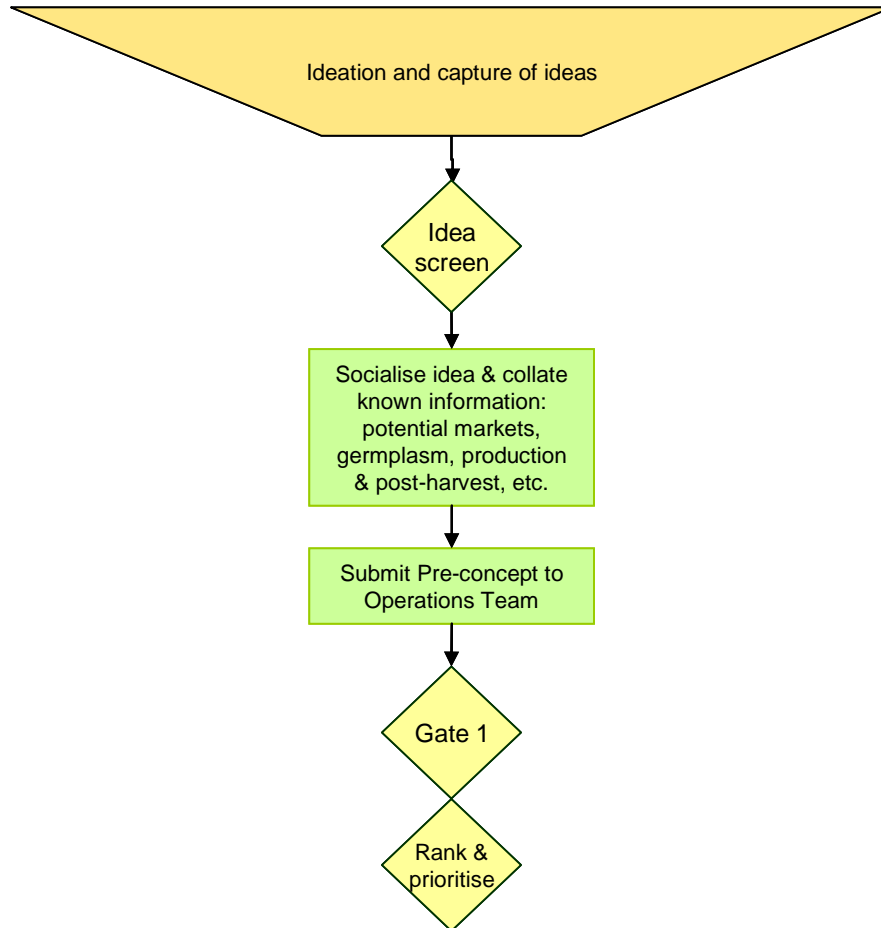 Ideation and capture of ideas
Idea
screen
Socialise idea & collate
known information:
potential markets,
germplasm, production
& post-harvest, etc.
Submit Pre-concept to
Operations Team
Gate 1
Rank &
prioritise